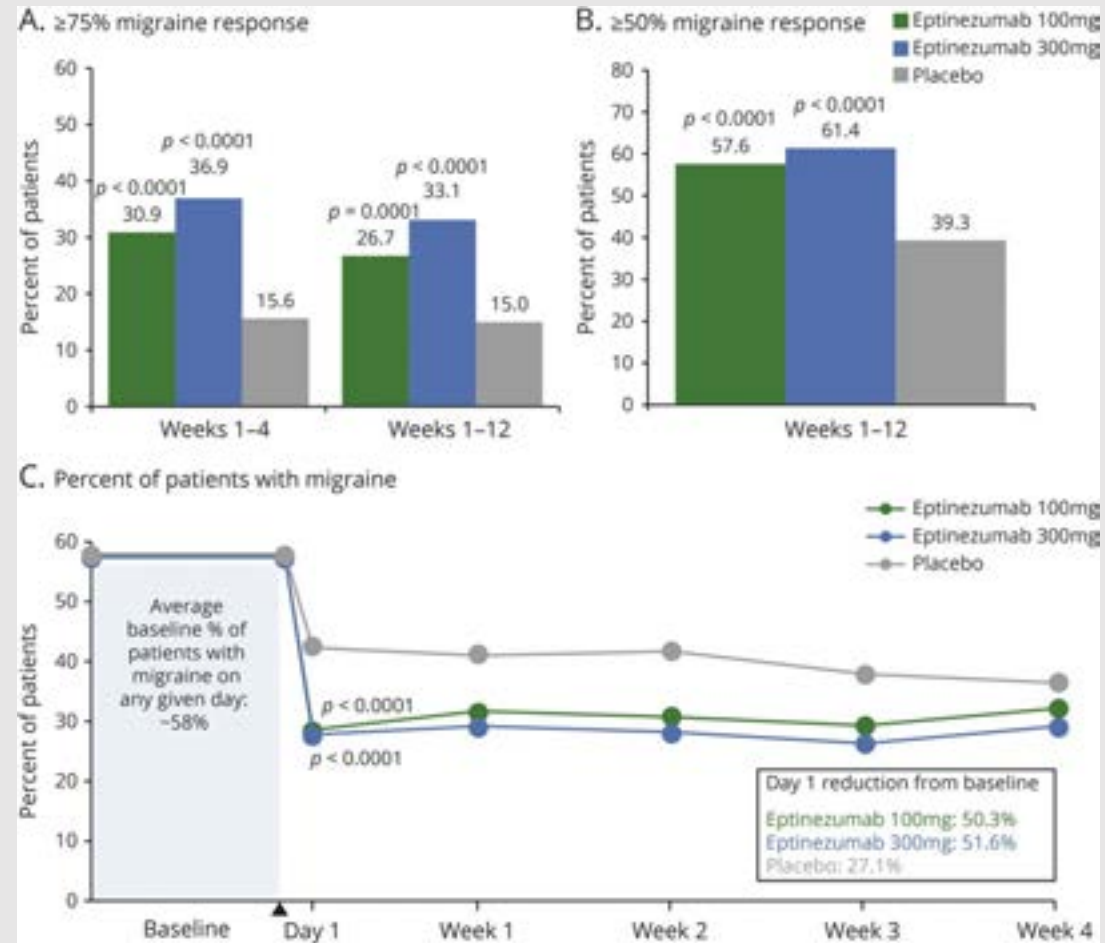 A. ≥75% migraine response
Percent of patients
60
50
40
30
20
10
0
p < 0.0001
30.9
p < 0.0001
36.9
15.6
p = 0.0001
26.7
p < 0.0001
33.1
15.0
Weeks 1–4
Weeks 1–12
B. ≥50% migraine response
Eptinezumab 100mg
Eptinezumab 300mg
Placebo
Percent of patients
80
70
60
50
40
30
20
10
0
p < 0.0001
57.6
p < 0.0001
61.4
39.3
Weeks 1–12
C. Percent of patients with migraine
Eptinezumab 100mg
Eptinezumab 300mg
Placebo
Percent of patients
60
50
40
30
20
10
0
Average
baseline % of
patients with
migraine on
any given day:
~58%
p < 0.0001
p < 0.0001
Day 1 reduction from baseline
Eptinezumab 100mg: 50.3%
Eptinezumab 300mg: 51.6%
Placebo: 27.1%
Baseline
Day 1
Week 1
Week 2
Week 3
Week 4